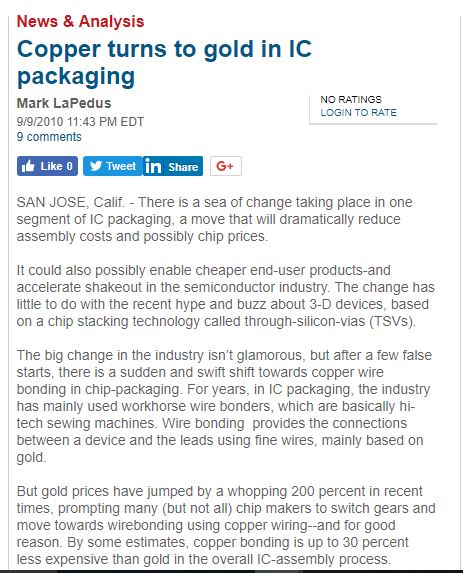 News & Analysis
Copper turns to gold in IC
packaging
Mark LaPedus
9/9/2010 11:43 PM EDT
9 comments
NO RATINGS
LOGIN TO RATE
Like 0
Tweet
in Share
G+
SAN JOSE, Calif. - There is a sea of change taking place in one
segment of IC packaging, a move that will dramatically reduce
assembly costs and possibly chip prices.
It could also possibly enable cheaper end-user products-and
accelerate shakeout in the semiconductor industry. The change has
little to do with the recent hype and buzz about 3-D devices, based
on a chip stacking technology called through-silicon-vias (TSVs).
The big change in the industry isn't glamorous, but after a few false
starts, there is a sudden and swift shift towards copper wire
bonding in chip-packaging. For years, in IC packaging, the industry
has mainly used workhorse wire bonders, which are basically hi-
tech sewing machines. Wire bonding provides the connections
between a device and the leads using fine wires, mainly based on
gold.
But gold prices have jumped by a whopping 200 percent in recent
times, prompting many (but not all) chip makers to switch gears and
move towards wirebonding using copper wiring--and for good
reason. By some estimates, copper bonding is up to 30 percent
less expensive than gold in the overall IC-assembly process.